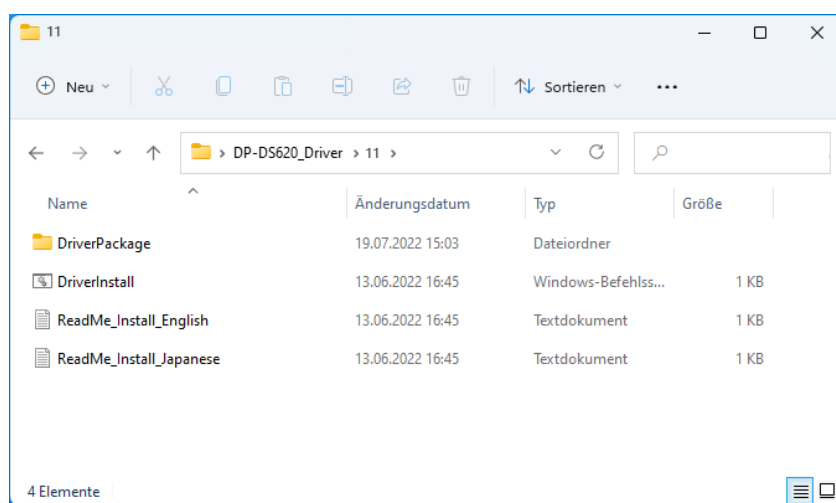 11
Neu
Sortieren
DP-DS620_Driver > 11 >
Name Änderungsdatum Typ Größe
DriverPackage 19.07.2022 15:03 Dateiordner
DriverInstall 13.06.2022 16:45 Windows-Befehlss... 1 KB
ReadMe_Install_English 13.06.2022 16:45 Textdokument 1 KB
ReadMe_Install_Japanese 13.06.2022 16:45 Textdokument 1 KB
4 Elemente